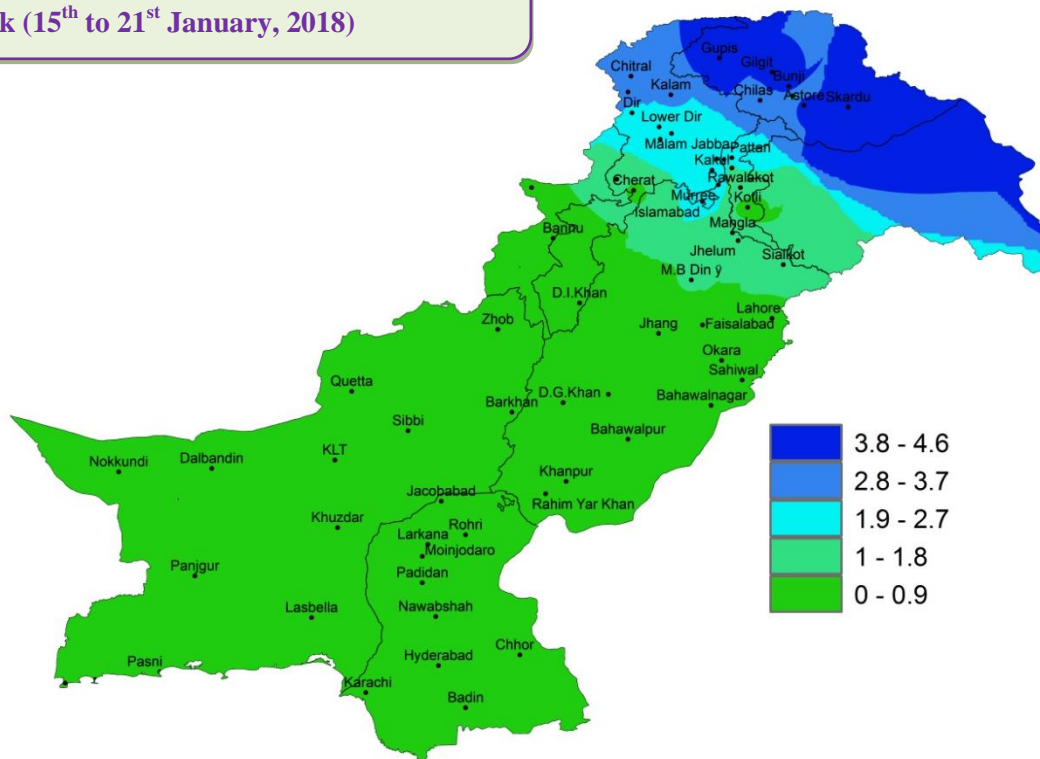 k (15th to 21st January, 2018)
Gupis
Gilgit
Bunji
Chitral
Kalam
Chilas
Astore
Skardu
Dir
Lower Dir
Malam Jabbar
Pattan
Kakul
Rawalakot
Cherat
Murree
Kotli
Islamabad
Mangla
Bannu
Jhelum
Sialkot
M.B Din ÿ
D.I.Khan
Lahore
Zhob
Jhang
Faisalabad
Okara
Sahiwal
Quetta
D.G.Khan
Bahawalnagar
Barkhan
Sibbi
Bahawalpur
Nokkundi
Dalbandin
KLT
Khanpur
Jacobabad
Rahim Yar Khan
Khuzdar
Rohri
Larkana
Moinjodaro
Panjgur
Padidan
Lasbella
Nawabshah
Chhor
Pasni
Hyderabad
Karachi
Badin
3.8 - 4.6
2.8 - 3.7
1.9 - 2.7
1 - 1.8
0 - 0.9